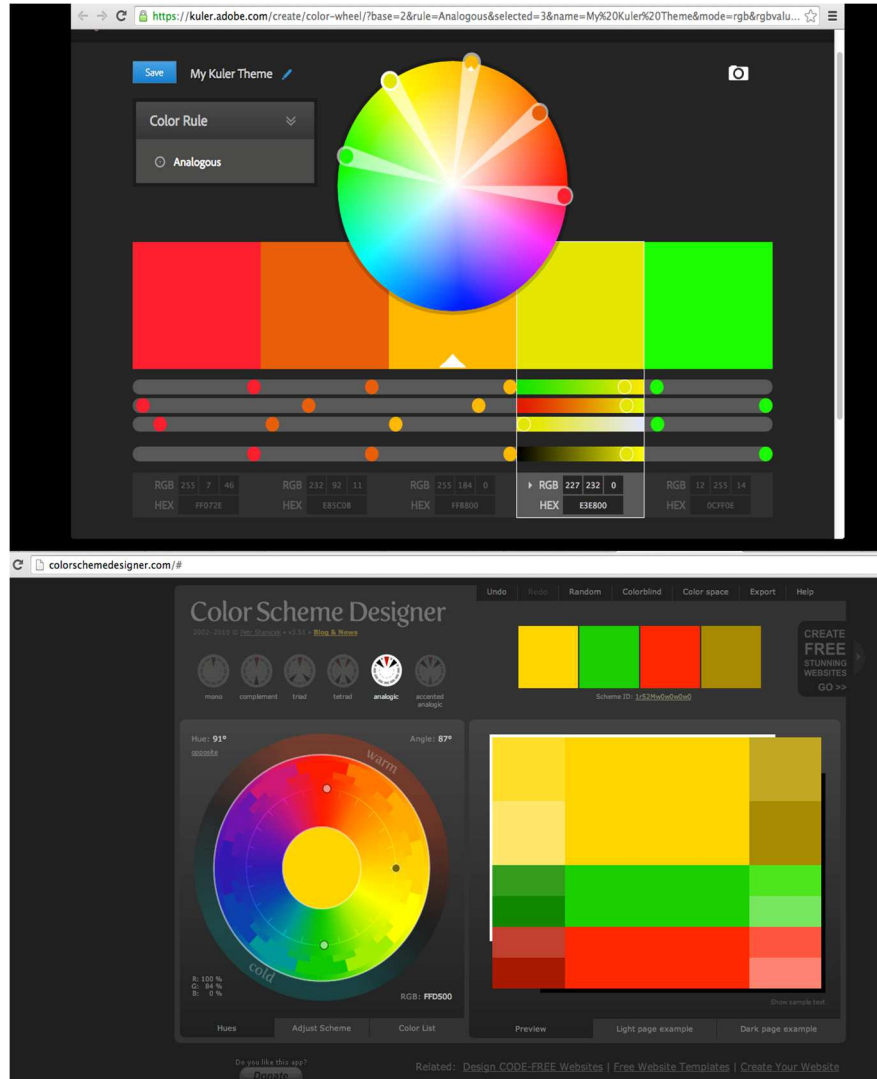 https://kuler.adobe.com/create/color-wheel/?base=2&rule=Analogous&selected=3&name=My%20Kuler%20Theme&mode=rgb&rgbvalu...
Save My Kuler Theme
Color Rule
Analogous
RGB 255 7 46 RGB 232 92 11 RGB 255 184 0 RGB 227 232 0 RGB 12 255 14
HEX FF072E HEX E85C0B HEX FFB800 HEX E3E800 HEX 0CFF0E
colorschemedesigner.com/#
Undo Redo Random Colorblind Color space Export Help
Color Scheme Designer
Blog & News
CREATE
FREE
STUNNING
WEBSITES
GO >>
mono complement triad tetrad analogic accented
analogic
Scheme ID: 1r52Mw0w0w0w0
Hue: 91° Angle: 87°
opposite
warm
cold
R: 100 %
G: 84 %
B: 0 %
RGB: FFD500
Show sample text
Hues Adjust Scheme Color List Preview Light page example Dark page example
Do you like this app?
Donate
Related: Design CODE-FREE Websites | Free Website Templates | Create Your Website